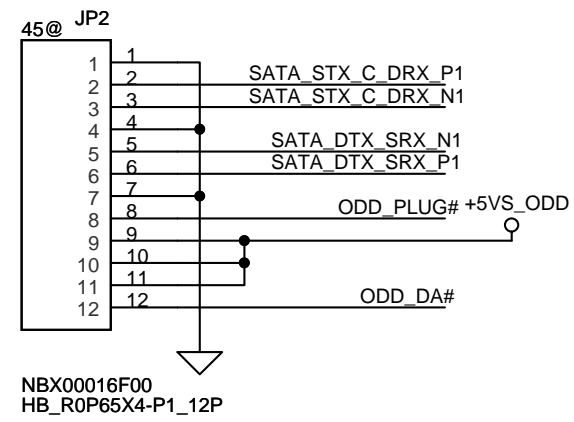 45@ JP2
1 1
2 2 SATA_STX_C_DRX_P1
3 3 SATA_STX_C_DRX_N1
4 4
5 5 SATA_DTX_SRX_N1
6 6 SATA_DTX_SRX_P1
7 7
8 8 ODD_PLUG# +5VS_ODD
9 9
10 10
11 11
12 12 ODD_DA#
NBX00016F00
HB_R0P65X4-P1_12P